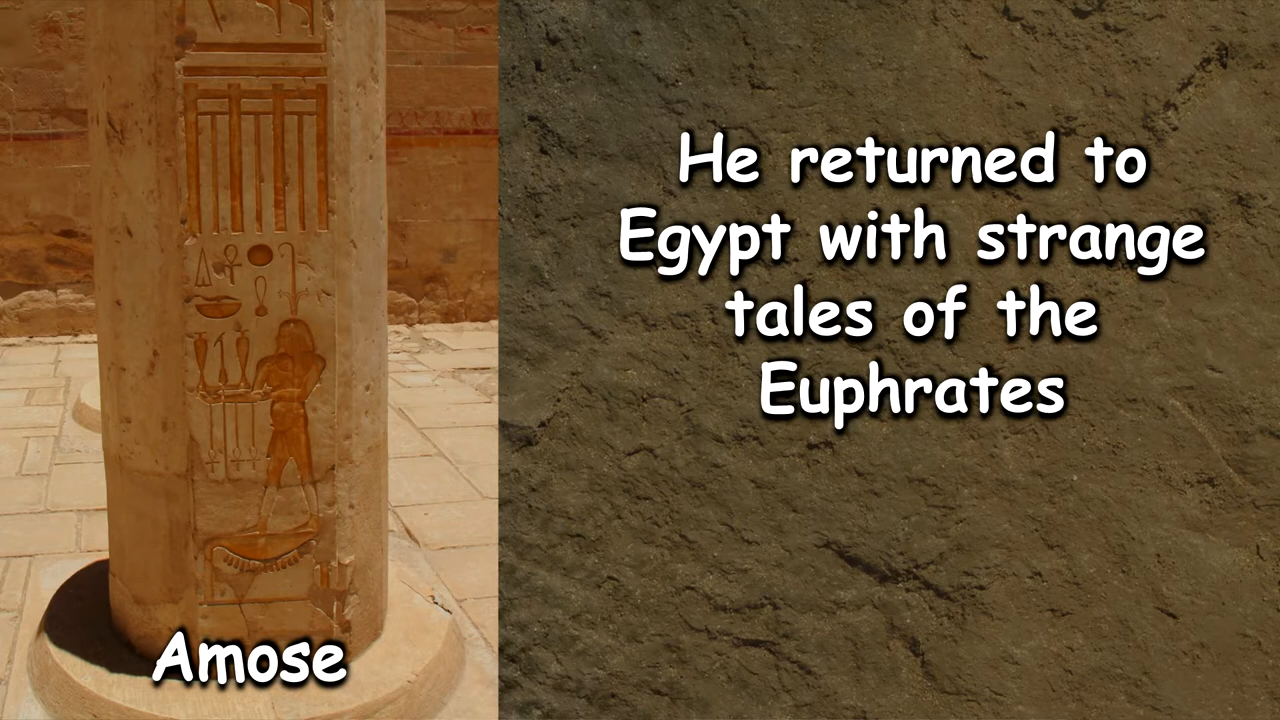 He returned to
Egypt with strange
tales of the
Euphrates
Amose